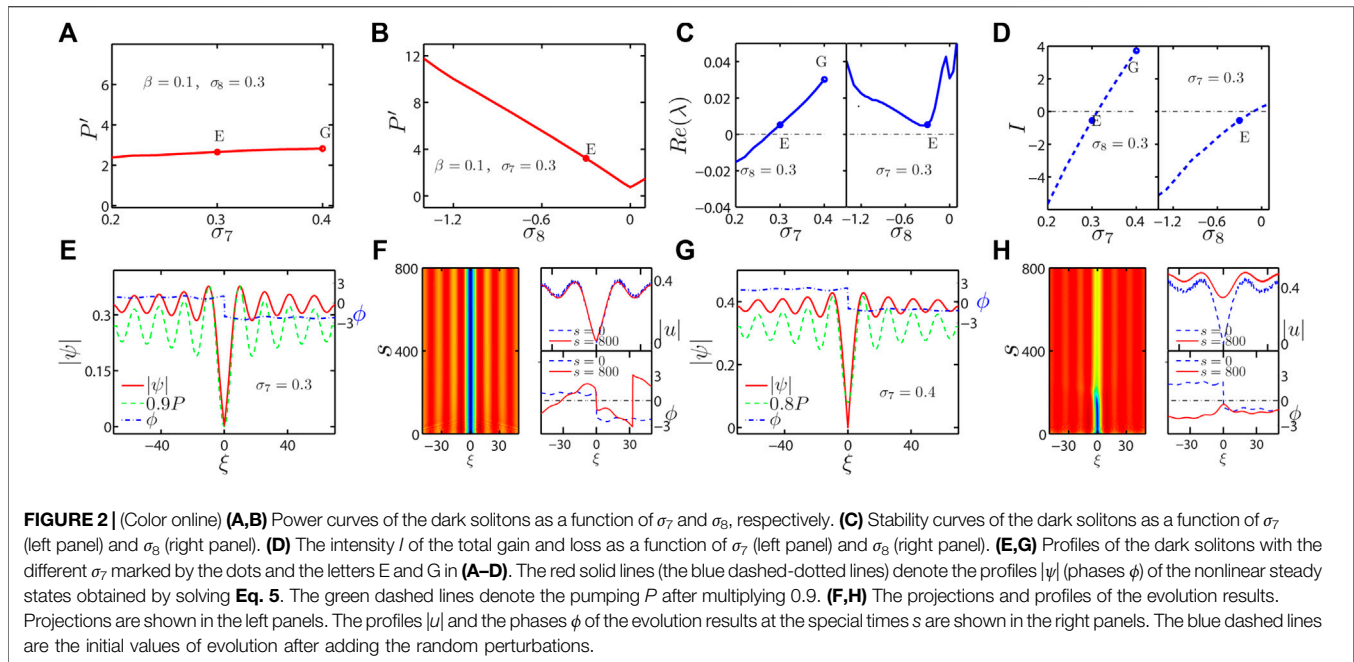 A
B
C
D
6
4
2
0
P′
β = 0.1, σ8 = 0.3
E
G
0.2
0.3
0.4
σ7
12
8
4
0
P′
β = 0.1, σ7 = 0.3
E
-1.2
-0.6
0
σ8
0.04
0.02
0
-0.02
-0.04
Re(λ)
G
E
σ8 = 0.3
0.2
0.3
0.4
σ7
E
σ7 = 0.3
-1.2
-0.6
0
σ8
4
2
0
-2
-4
I
G
E
σ8 = 0.3
0.2
0.3
0.4
σ7
σ7 = 0.3
E
-1.2
-0.6
0
σ8
E
F
G
H
0.3
0.15
0
|ψ|
3
0
-3
ϕ
|ψ|
0.9P
ϕ
σ7 = 0.3
-40
0
40
ξ
800
400
0
s
-30
0
30
ξ
0.4
|u|
0
s = 0
s = 800
s = 0
s = 800
3
0
-3
ϕ
-30
0
30
ξ
0.4
0.2
0
|ψ|
3
0
-3
ϕ
|ψ|
0.8P
ϕ
σ7 = 0.4
-40
0
40
ξ
800
400
0
s
-30
0
30
ξ
0.4
|u|
0
s = 0
s = 800
s = 0
s = 800
3
0
-3
ϕ
-30
0
30
ξ
FIGURE 2 | (Color online) (A,B) Power curves of the dark solitons as a function of σ7 and σ8, respectively. (C) Stability curves of the dark solitons as a function of σ7
(left panel) and σ8 (right panel). (D) The intensity I of the total gain and loss as a function of σ7 (left panel) and σ8 (right panel). (E,G) Profiles of the dark solitons with the
different σ7 marked by the dots and the letters E and G in (A–D). The red solid lines (the blue dashed-dotted lines) denote the profiles |ψ| (phases ϕ) of the nonlinear steady
states obtained by solving Eq. 5. The green dashed lines denote the pumping P after multiplying 0.9. (F,H) The projections and profiles of the evolution results.
Projections are shown in the left panels. The profiles |u| and the phases ϕ of the evolution results at the special times s are shown in the right panels. The blue dashed lines
are the initial values of evolution after adding the random perturbations.